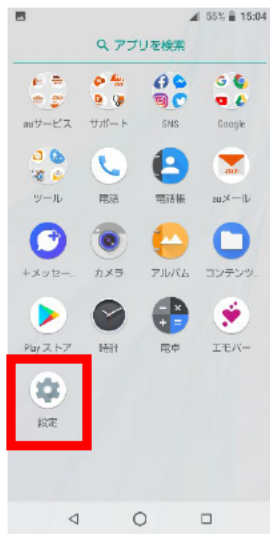 55% 15:04
アプリを検索
auサービス サポート SNS Google
ツール 電話 電話帳 auメール
+メッセー.. カメラ アルバム コンテンツ..
Play ストア 時計 電卓 エモパー
設定